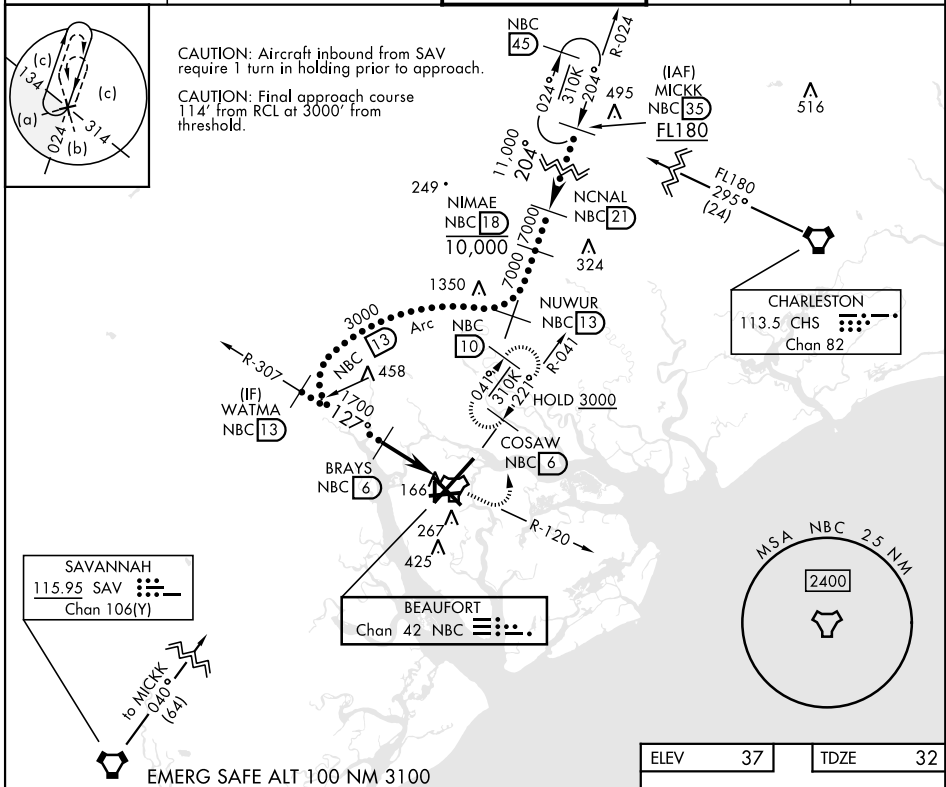 (c)
134
(c)
(a)
024
314
(b)
CAUTION: Aircraft inbound from SAV
require 1 turn in holding prior to approach.
CAUTION: Final approach course
114' from RCL at 3000' from
threshold.
NBC
45
R-024
024°
310K
204°
495
(IAF)
MICKK
NBC 35
FL180
516
11,000
204°
FL180
295°
(24)
249
NIMAE
NBC 18
10,000
7000
NCNAL
NBC 21
7000
324
CHARLESTON
113.5 CHS
Chan 82
1350
3000
Arc
NBC 13
NUWUR
NBC 13
NBC
10
R-041
R-307
458
041°
310K
221°
HOLD 3000
(IF)
WATMA
NBC 13
1700
127°
COSAW
NBC 6
BRAYS
NBC 6
166
267
425
R-120
MSA NBC 25 NM
2400
SAVANNAH
115.95 SAV
Chan 106(Y)
BEAUFORT
Chan 42 NBC
to MICKK
040°
(64)
EMERG SAFE ALT 100 NM 3100
ELEV 37
TDZE 32